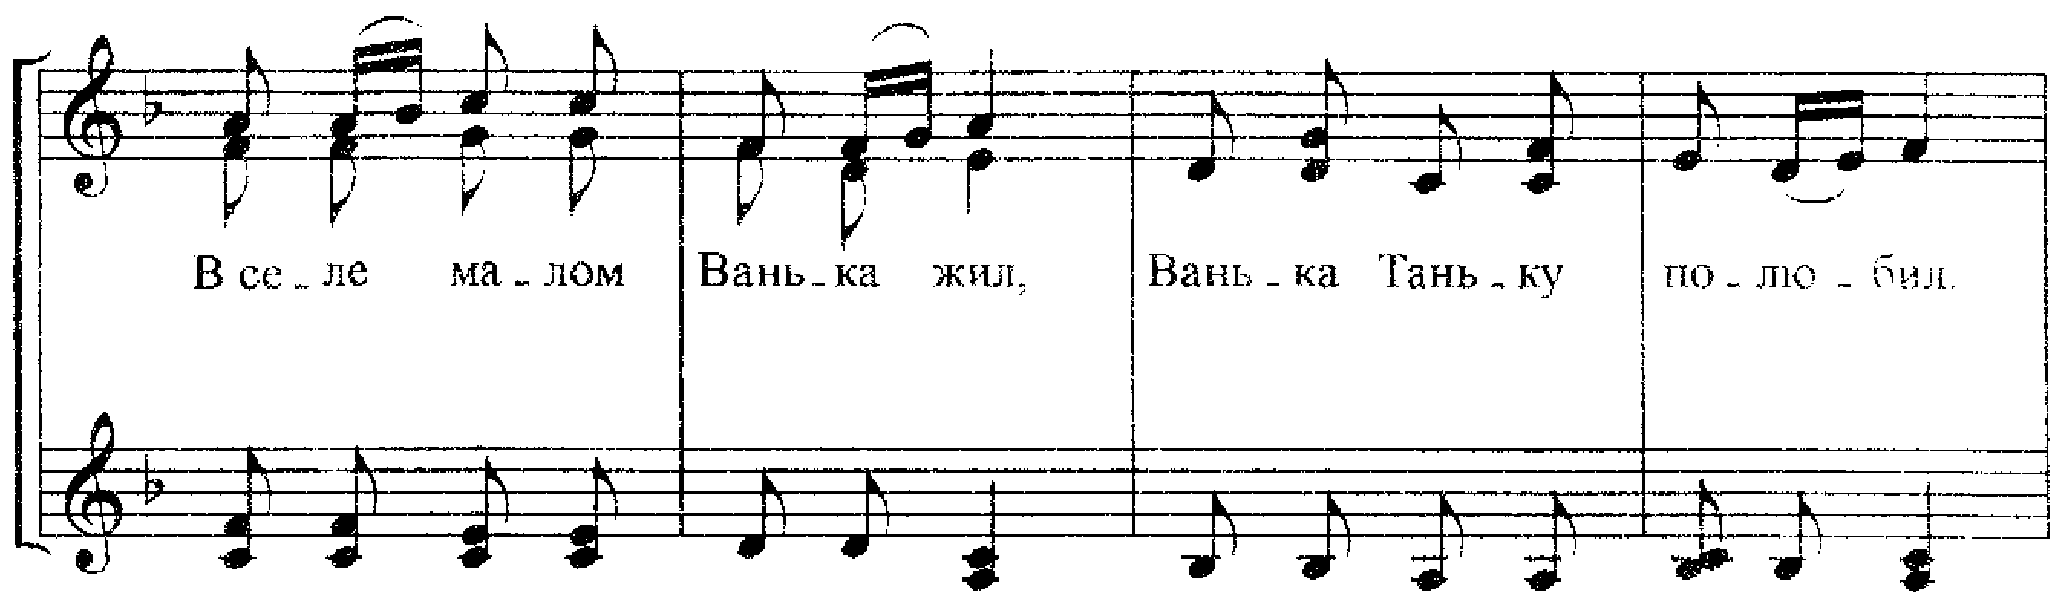 В се - ле ма - лом Вань - ка жил, Вань - ка Тань - ку по - лю - бил.